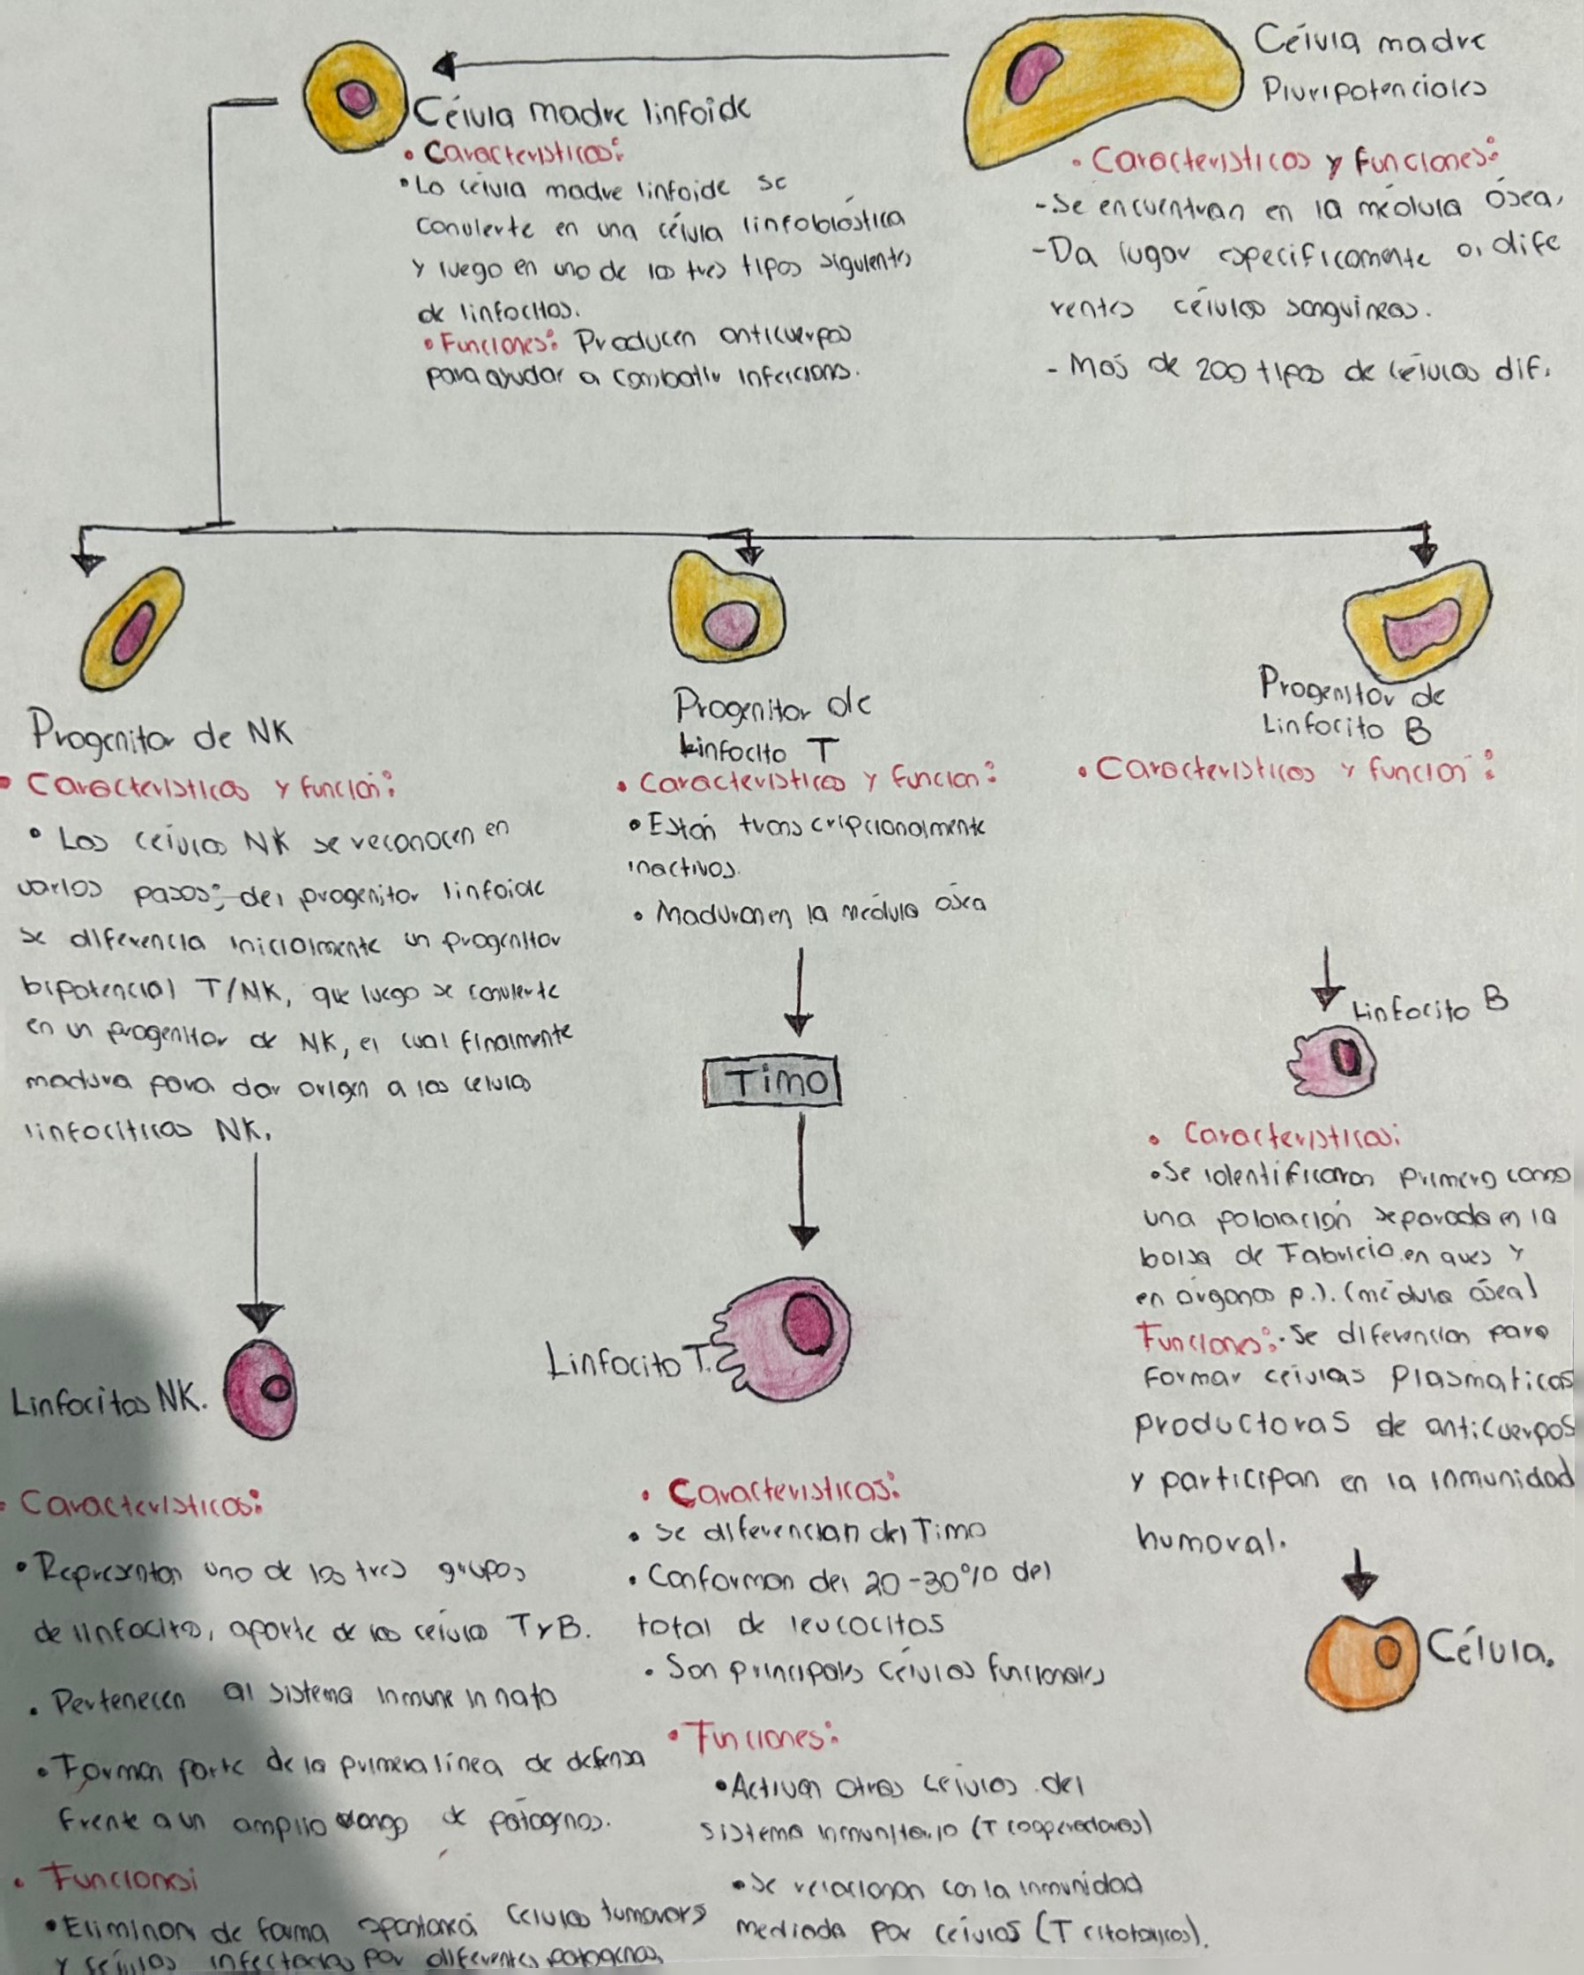 Célula madre
Pluripotenciales
• Características y Funciones:
-Se encuentran en la médula ósea,
-Da lugar especificamente a, dife
rentes células sanguíneas.
- Más de 200 tipos de células dif.
Célula madre linfoide
• Características:
• La célula madre linfoide se
convierte en una célula linfoblástica
y luego en uno de los tres tipos siguientes
de linfocitos.
• Funciones: Producen anticuerpos
para ayudar a combatir infecciones.
Progenitor de NK
• Características y función:
• Las células NK se reconocen en
varios pasos: del progenitor linfoide
se diferencia inicialmente un progenitor
bipotencial T/NK, que luego se convierte
en un progenitor de NK, el cual finalmente
madura para dar origen a las células
linfocíticas NK.
Linfocitos NK.
• Características:
• Representan uno de los tres grupos
de linfocitos, aparte de las células T y B.
• Pertenecen al sistema inmune innato
• Forman parte de la primera línea de defensa
frente a un amplio rango de patógenos.
• Funciones:
• Eliminan de forma espontánea células tumorales
y células infectadas por diferentes patógenos
Progenitor de
Linfocito T
• Características y función:
• Están transcripcionalmente
inactivos.
• Maduran en la médula ósea
Timo
Linfocito T.
• Características:
• Se diferencian del Timo
• Conforman del 20-30% del
total de leucocitos
• Son principales células funcionales
• Funciones:
• Activan otras células del
sistema inmunitario (T cooperadores)
• Se relacionan con la inmunidad
mediada por células (T citotóxicos).
Progenitor de
Linfocito B
• Características y función:
Linfocito B
• Características:
• Se identificaron primero como
una población separada en la
bolsa de Fabricio en aves y
en órganos p.). (médula ósea)
Funciones: • Se diferencian para
formar células Plasmáticas
productoras de anticuerpos
y participan en la inmunidad
humoral.
Célula.